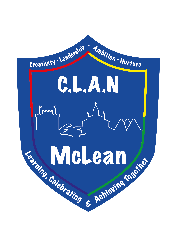 Creativity · Leadership · Ambition · Nurture
C.L.A.N
McLean
Learning, Celebrating & Achieving Together